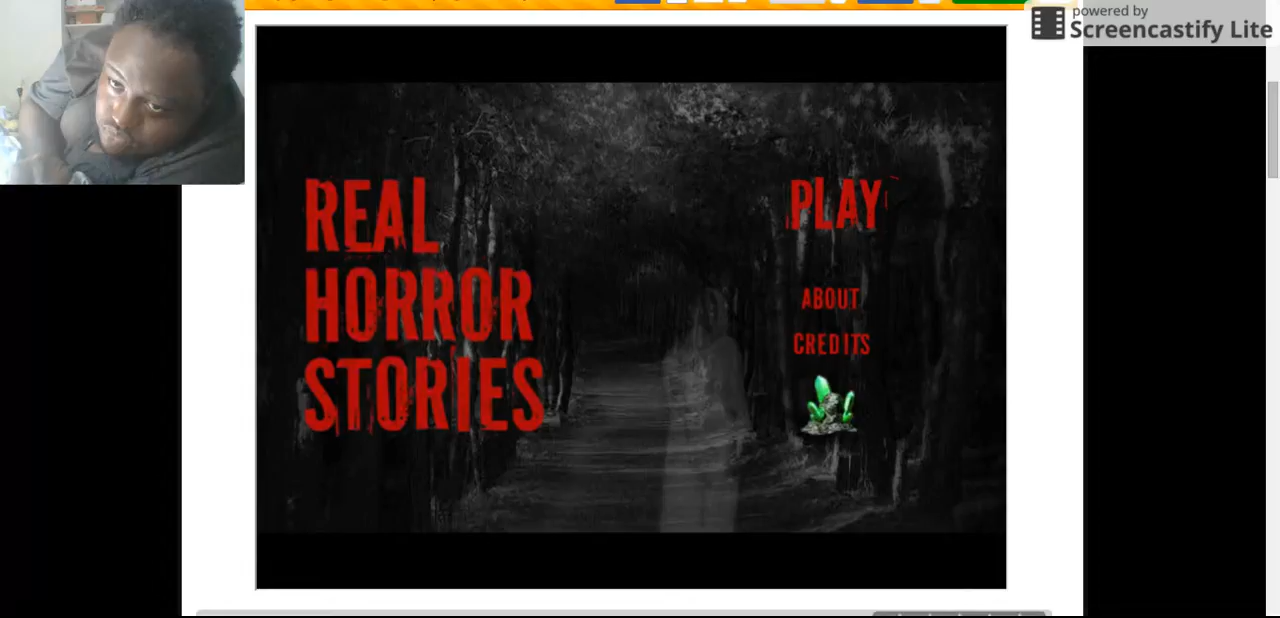 powered by
Screencastify Lite
REAL
HORROR
STORIES
PLAY
ABOUT
CREDITS